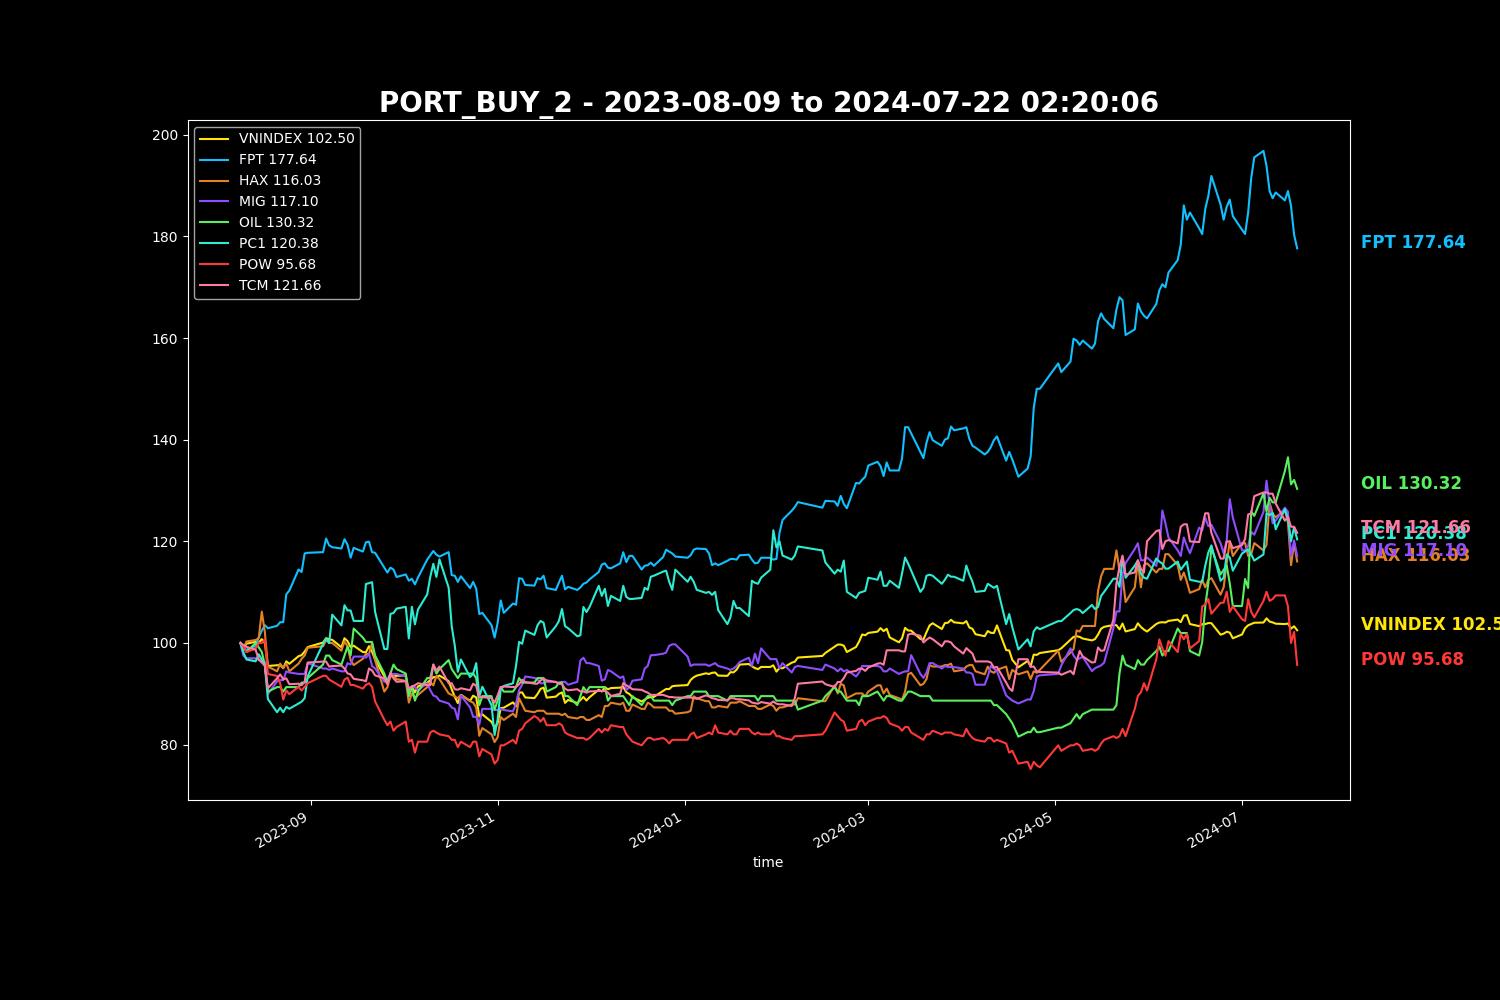 PORT_BUY_2 - 2023-08-09 to 2024-07-22 02:20:06
200
180
160
140
120
100
80
VNINDEX 102.50
FPT 177.64
HAX 116.03
MIG 117.10
OIL 130.32
PC1 120.38
POW 95.68
TCM 121.66
FPT 177.64
OIL 130.32
TCM 121.66
PC1 120.38
MIG 117.10
HAX 116.03
VNINDEX 102.5
POW 95.68
2023-09
2023-11
2024-01
2024-03
2024-05
2024-07
time